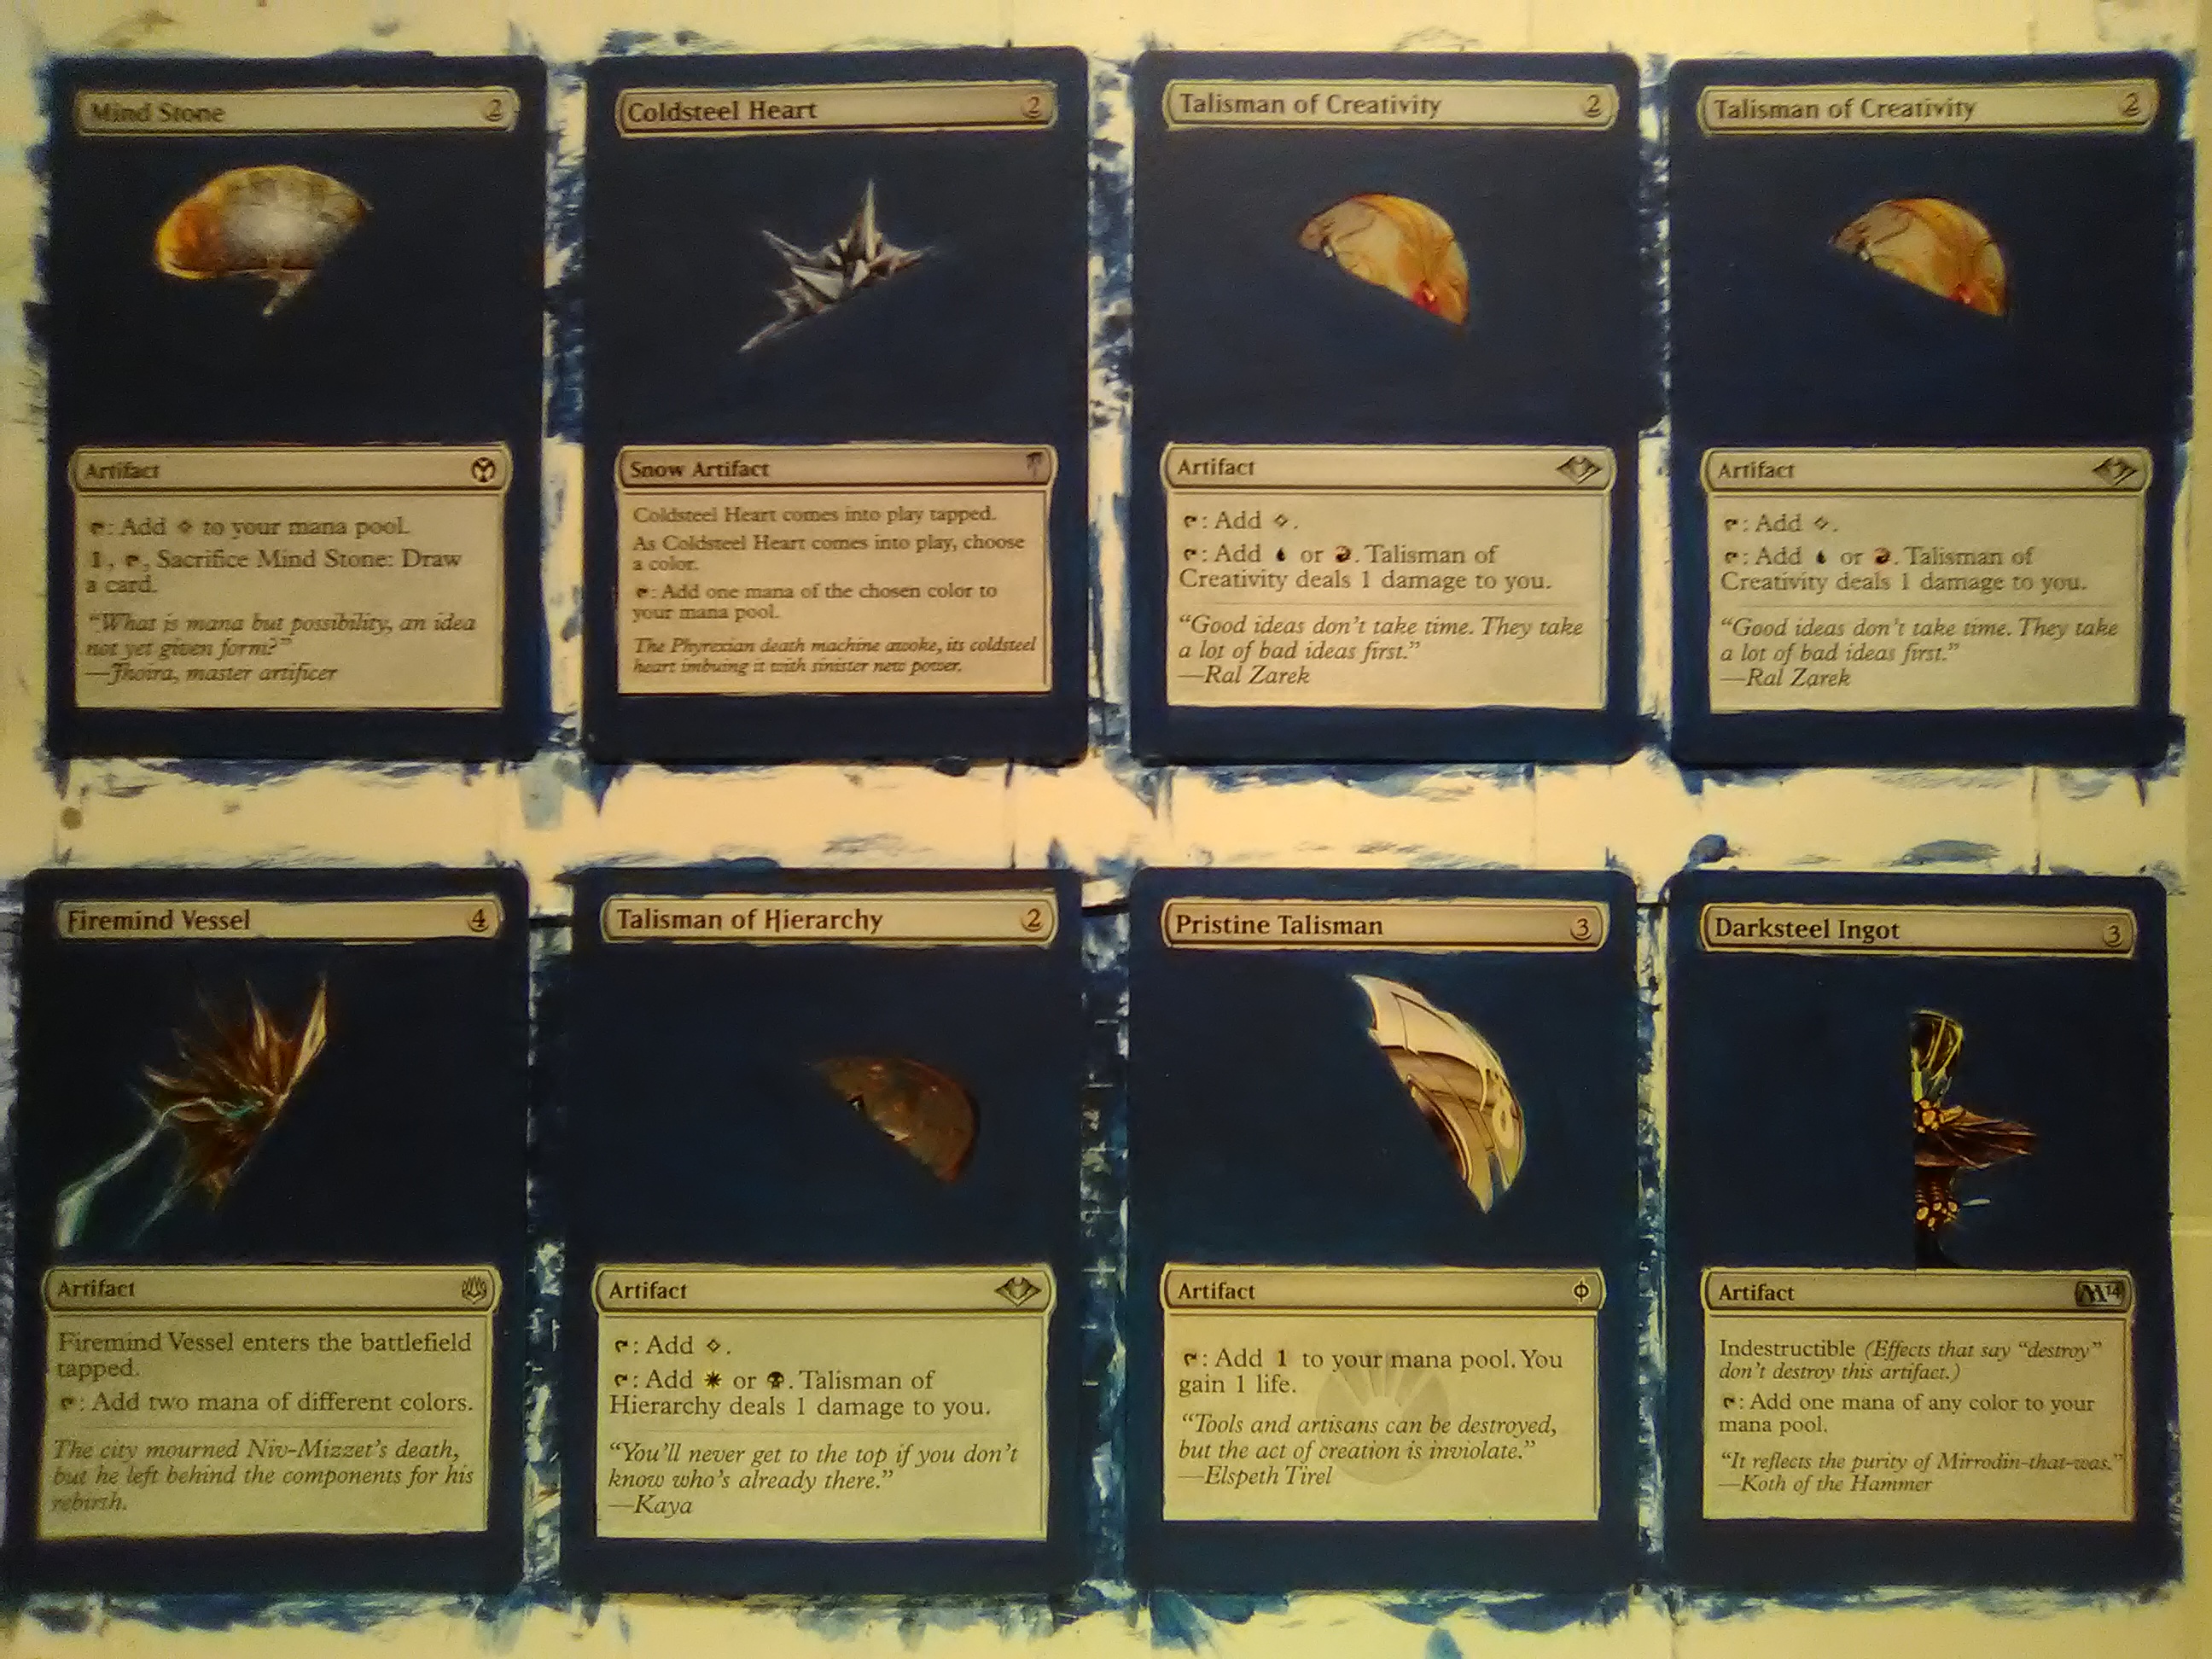 Mind Stone 2
Artifact
: Add to your mana pool.
1, , Sacrifice Mind Stone: Draw
a card.
“What is mana but possibility, an idea
not yet given form?”
—Jhoira, master artificer
Coldsteel Heart 2
Snow Artifact
Coldsteel Heart comes into play tapped.
As Coldsteel Heart comes into play, choose
a color.
: Add one mana of the chosen color to
your mana pool.
The Phyrexian death machine awoke, its coldsteel
heart imbuing it with sinister new power.
Talisman of Creativity 2
Artifact
: Add .
: Add or . Talisman of
Creativity deals 1 damage to you.
“Good ideas don’t take time. They take
a lot of bad ideas first.”
—Ral Zarek
Talisman of Creativity 2
Artifact
: Add .
: Add or . Talisman of
Creativity deals 1 damage to you.
“Good ideas don’t take time. They take
a lot of bad ideas first.”
—Ral Zarek
Firemind Vessel 4
Artifact
Firemind Vessel enters the battlefield
tapped.
: Add two mana of different colors.
The city mourned Niv-Mizzet’s death,
but he left behind the components for his
rebirth.
Talisman of Hierarchy 2
Artifact
: Add .
: Add or . Talisman of
Hierarchy deals 1 damage to you.
“You’ll never get to the top if you don’t
know who’s already there.”
—Kaya
Pristine Talisman 3
Artifact
: Add 1 to your mana pool. You
gain 1 life.
“Tools and artisans can be destroyed,
but the act of creation is inviolate.”
—Elspeth Tirel
Darksteel Ingot 3
Artifact M14
Indestructible (Effects that say “destroy”
don’t destroy this artifact.)
: Add one mana of any color to your
mana pool.
“It reflects the purity of Mirrodin-that-was.”
—Koth of the Hammer